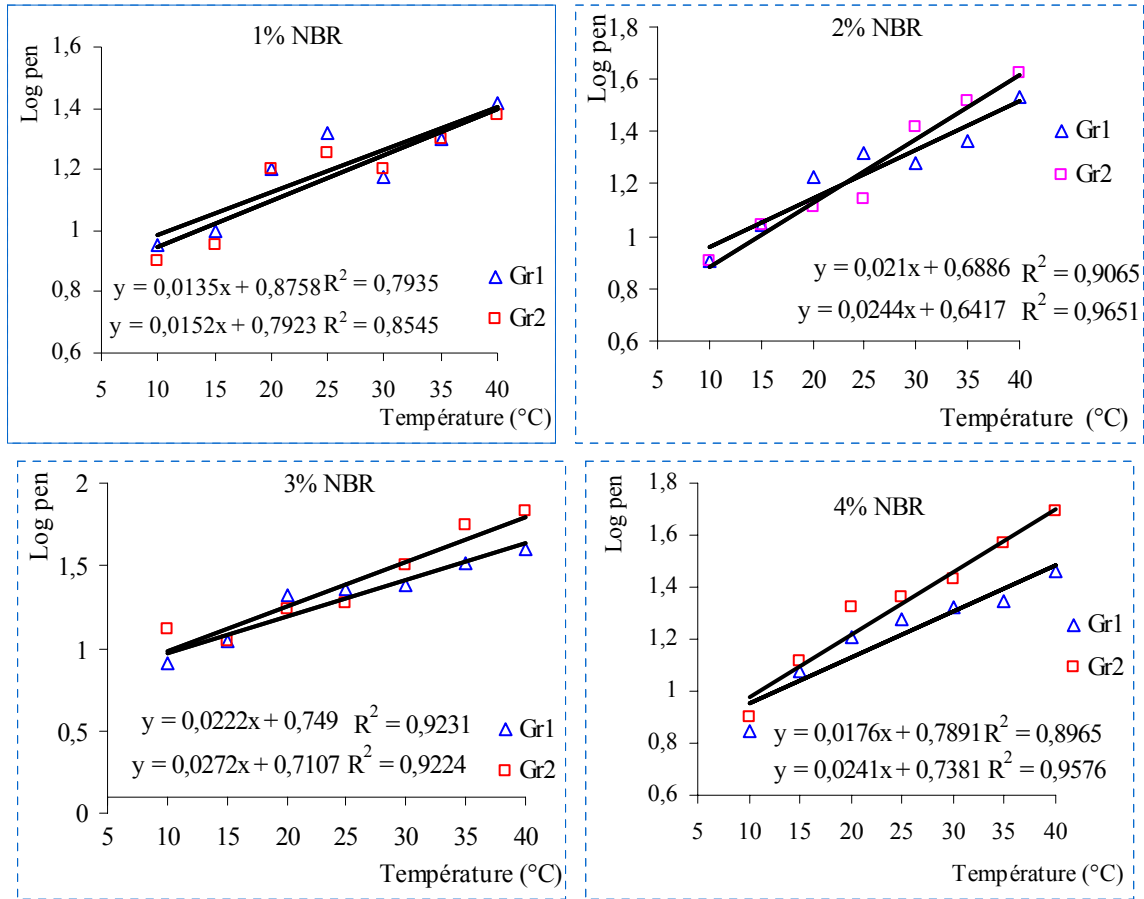 1% NBR
Log pen
1,6
1,4
1,2
1
0,8
0,6
y = 0,0135x + 0,8758 R² = 0,7935
y = 0,0152x + 0,7923 R² = 0,8545
Gr1
Gr2
5 10 15 20 25 30 35 40
Température (°C)
2% NBR
Log pen
1,8
1,6
1,4
1,2
1
0,8
0,6
Gr1
Gr2
y = 0,021x + 0,6886 R² = 0,9065
y = 0,0244x + 0,6417 R² = 0,9651
5 10 15 20 25 30 35 40
Température (°C)
3% NBR
Log pen
2
1,5
1
0,5
0
y = 0,0222x + 0,749 R² = 0,9231
y = 0,0272x + 0,7107 R² = 0,9224
Gr1
Gr2
5 10 15 20 25 30 35 40
Température (°C)
4% NBR
Log pen
1,8
1,6
1,4
1,2
1
0,8
0,6
Gr1
Gr2
y = 0,0176x + 0,7891 R² = 0,8965
y = 0,0241x + 0,7381 R² = 0,9576
5 10 15 20 25 30 35 40
Température (°C)